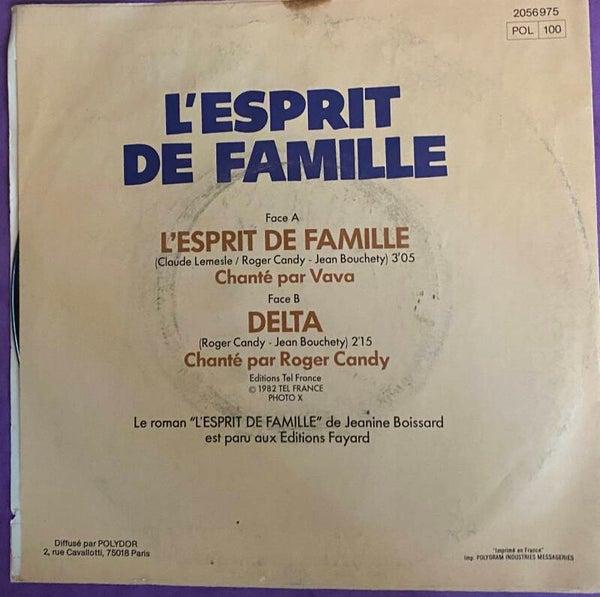 2056975
POL 100
L'ESPRIT
DE FAMILLE
Face A
L'ESPRIT DE FAMILLE
(Claude Lemesle / Roger Candy - Jean Bouchety) 3'05
Chanté par Vava
Face B
DELTA
(Roger Candy - Jean Bouchety) 2'15
Chanté par Roger Candy
Editions Tel France
© 1982 TEL FRANCE
PHOTO X
Le roman "L'ESPRIT DE FAMILLE" de Jeanine Boissard
est paru aux Éditions Fayard
Diffusé par POLYDOR
2, rue Cavallotti, 75018 Paris
"Imprimé en France"
Imp. POLYGRAM INDUSTRIES MESSAGERIES